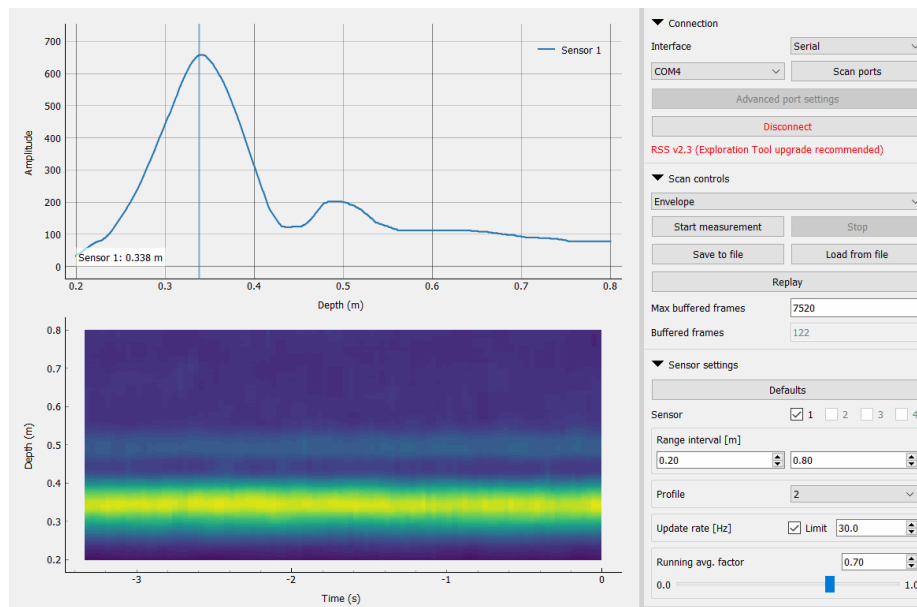 700
600
500
400
300
200
100
0
Amplitude
Sensor 1
Sensor 1: 0.338 m
0.2 0.3 0.4 0.5 0.6 0.7 0.8
Depth (m)
0.8
0.7
0.6
0.5
0.4
0.3
0.2
Depth (m)
-3 -2 -1 0
Time (s)
Connection
Interface Serial
COM4 Scan ports
Advanced port settings
Disconnect
RSS v2.3 (Exploration Tool upgrade recommended)
Scan controls
Envelope
Start measurement Stop
Save to file Load from file
Replay
Max buffered frames 7520
Buffered frames 122
Sensor settings
Defaults
Sensor 1 2 3 4
Range interval [m]
0.20 0.80
Profile 2
Update rate [Hz] Limit 30.0
Running avg. factor 0.70
0.0 1.0